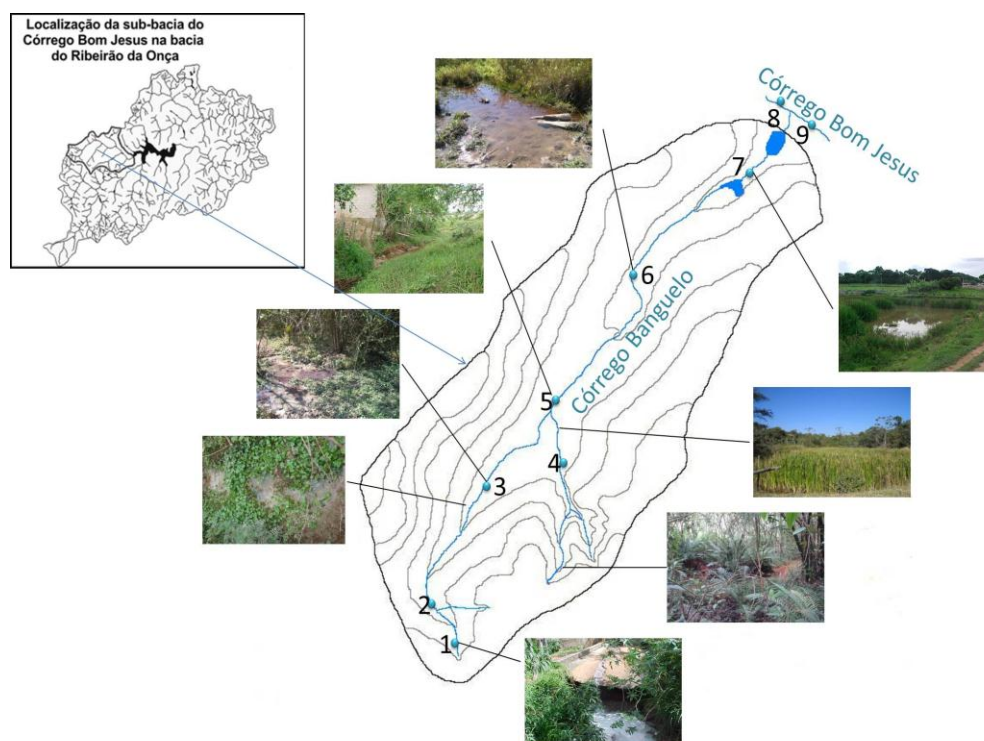 Localização da sub-bacia do
Córrego Bom Jesus na bacia
do Ribeirão da Onça
Córrego Bom Jesus
8
9
7
6
Córrego Banguelo
5
4
3
2
1